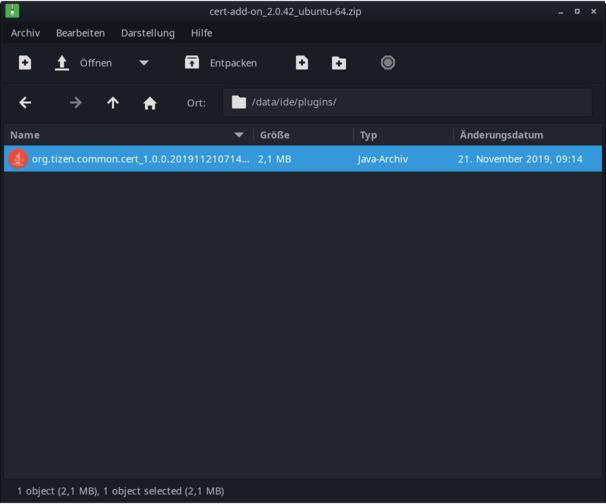 cert-add-on_2.0.42_ubuntu-64.zip
Archiv Bearbeiten Darstellung Hilfe
Öffnen Entpacken
Ort: /data/ide/plugins/
Name Größe Typ Änderungsdatum
org.tizen.common.cert_1.0.0.201911210714... 2,1 MB Java-Archiv 21. November 2019, 09:14
1 object (2,1 MB), 1 object selected (2,1 MB)